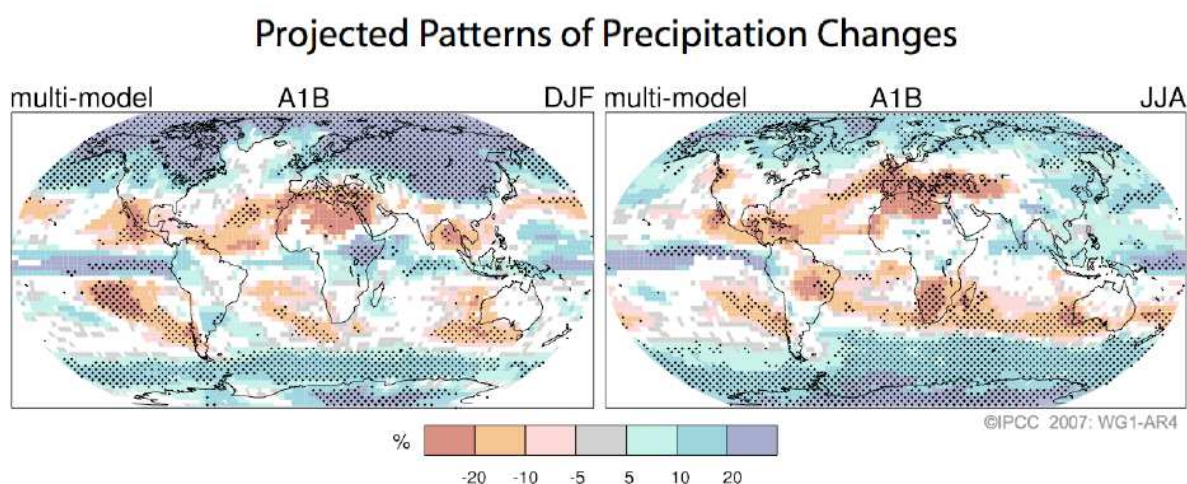 Projected Patterns of Precipitation Changes
multi-model A1B DJF
multi-model A1B JJA
©IPCC 2007: WG1-AR4
%
-20 -10 -5 5 10 20